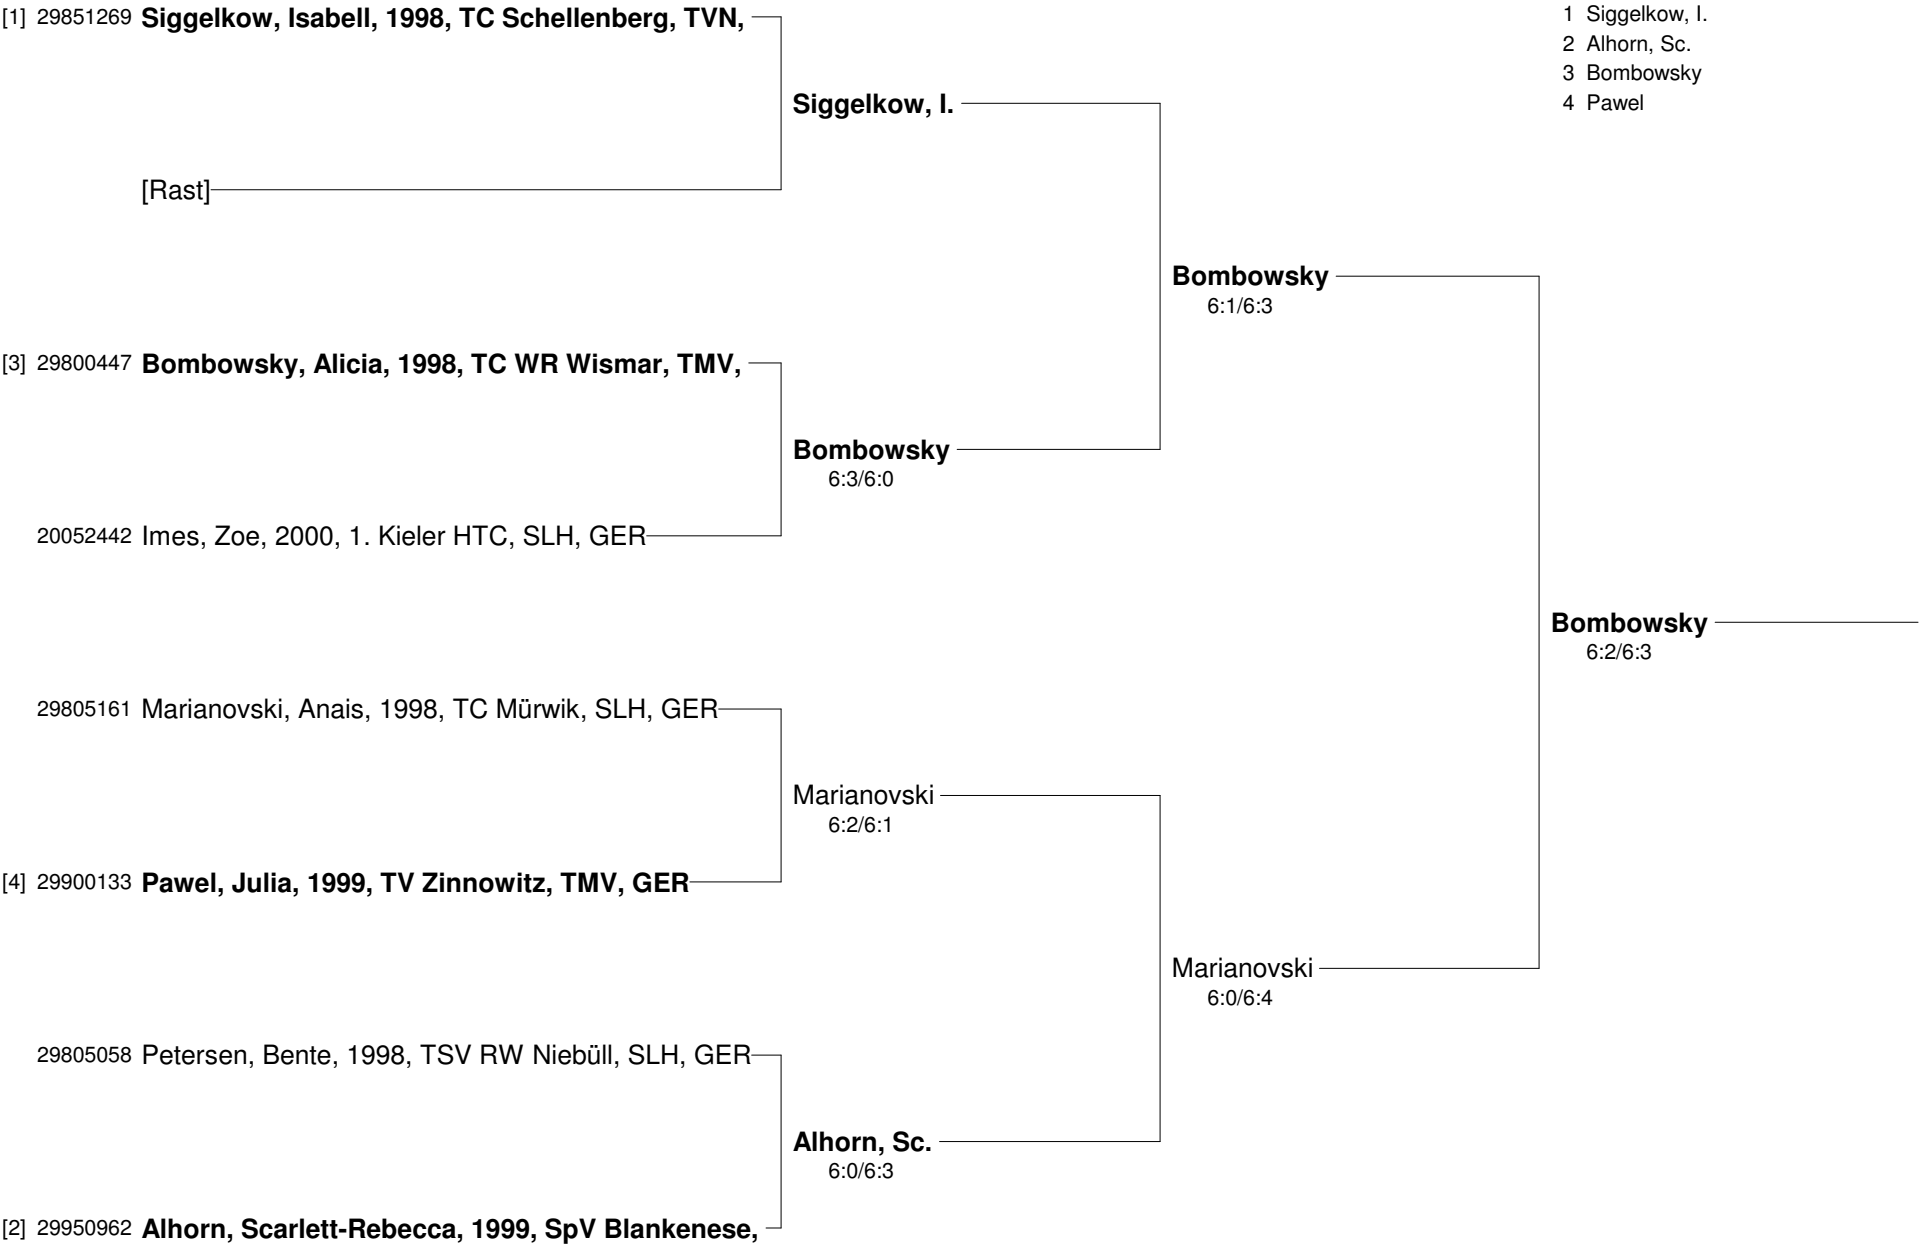 [1] 29851269 Siggelkow, Isabell, 1998, TC Schellenberg, TVN,
1 Siggelkow, I.
2 Alhorn, Sc.
3 Bombowsky
4 Pawel
Siggelkow, I.
[Rast]
Bombowsky
6:1/6:3
[3] 29800447 Bombowsky, Alicia, 1998, TC WR Wismar, TMV,
Bombowsky
6:3/6:0
20052442 Imes, Zoe, 2000, 1. Kieler HTC, SLH, GER
Bombowsky
6:2/6:3
29805161 Marianovski, Anais, 1998, TC Mürwik, SLH, GER
Marianovski
6:2/6:1
[4] 29900133 Pawel, Julia, 1999, TV Zinnowitz, TMV, GER
Marianovski
6:0/6:4
29805058 Petersen, Bente, 1998, TSV RW Niebüll, SLH, GER
Alhorn, Sc.
6:0/6:3
[2] 29950962 Alhorn, Scarlett-Rebecca, 1999, SpV Blankenese,